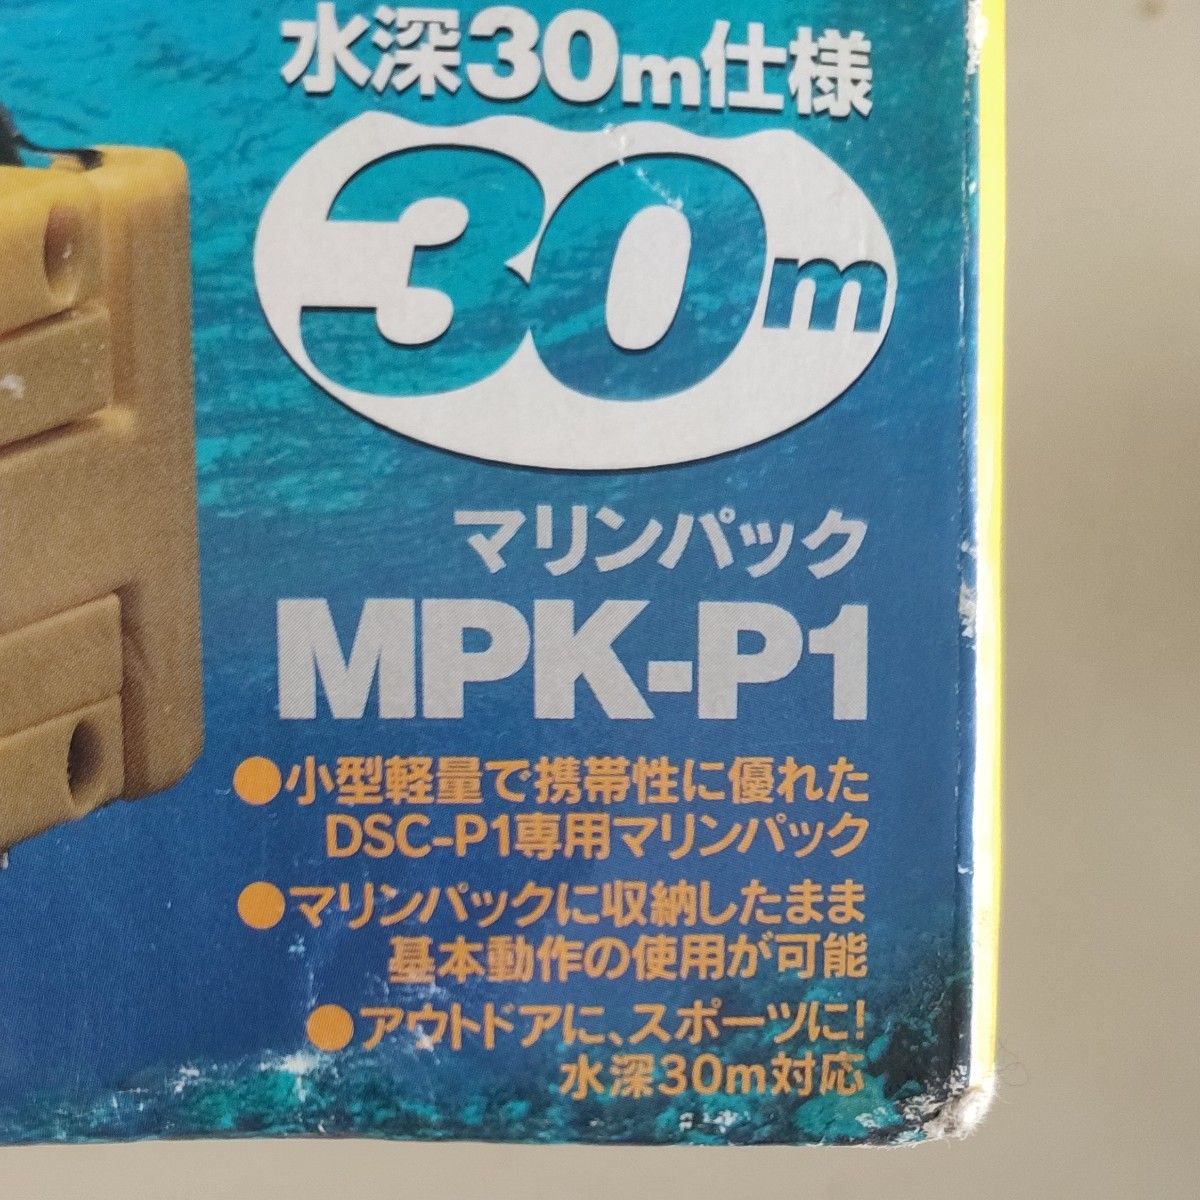 水深30m仕様
30m
マリンパック
MPK-P1
●小型軽量で携帯性に優れた
DSC-P1専用マリンパック
●マリンパックに収納したまま
基本動作の使用が可能
●アウトドアに、スポーツに!
水深30m対応